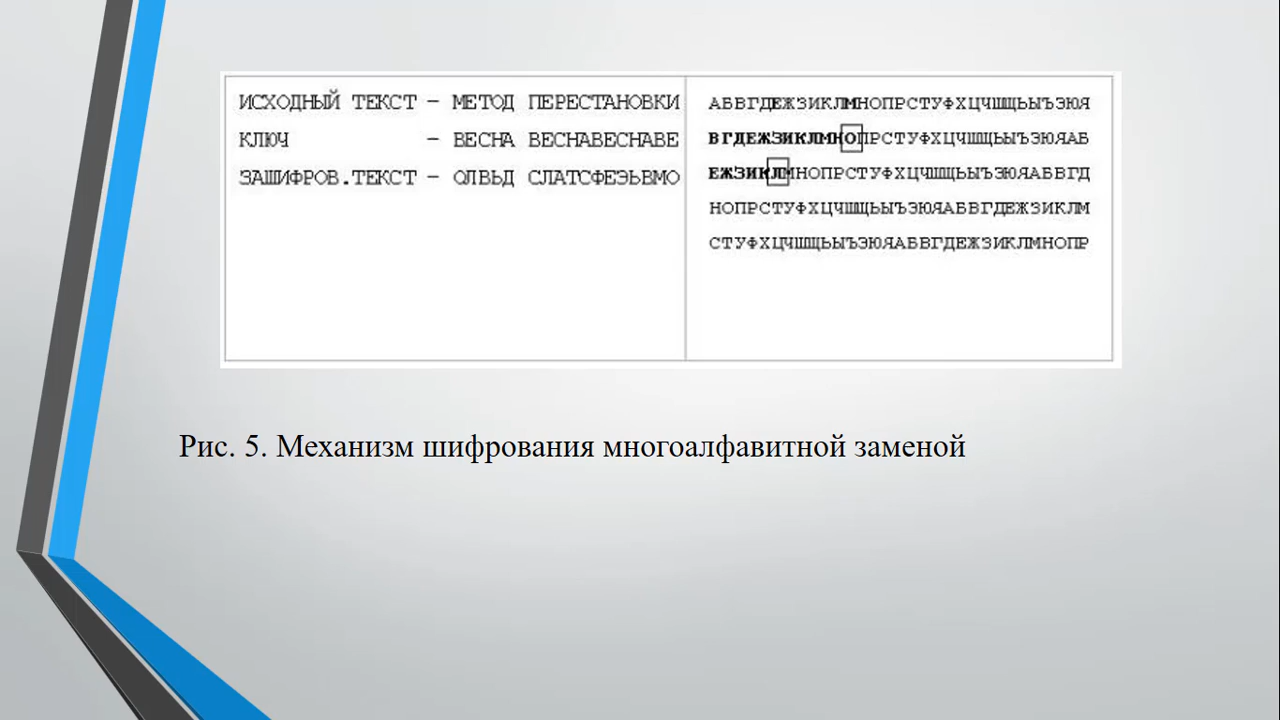 ИСХОДНЫЙ ТЕКСТ – МЕТОД ПЕРЕСТАНОВКИ
КЛЮЧ – ВЕСНА ВЕСНАВЕСНАВЕ
ЗАШИФРОВ.ТЕКСТ – ОЛВЬД СЛАТСФЕЭЬВМО
АБВГДЕЖЗИКЛМНОПРСТУФХЦЧШЩЬЫЪЭЮЯ
ВГДЕЖЗИКЛМНОПРСТУФХЦЧШЩЬЫЪЭЮЯАБ
ЕЖЗИКЛМНОПРСТУФХЦЧШЩЬЫЪЭЮЯАБВГД
НОПРСТУФХЦЧШЩЬЫЪЭЮЯАБВГДЕЖЗИКЛМ
СТУФХЦЧШЩЬЫЪЭЮЯАБВГДЕЖЗИКЛМНОПР
Рис. 5. Механизм шифрования многоалфавитной заменой